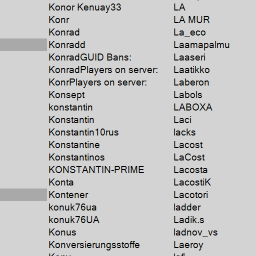 Konor Kenuay33 LA
Konr LA MUR
Konrad La_eco
Konradd Laamapalmu
KonradGUID Bans: Laaseri
KonradPlayers on server: Laatikko
KonrPlayers on server: Laberon
Konsept Labols
konstantin LABOXA
Konstantin Laci
Konstantin10rus lacks
Konstantine Lacost
Konstantinos LaCost
KONSTANTIN-PRIME Lacosta
Konta LacostiK
Kontener Lacotori
konuk76ua ladder
konuk76UA Ladik.s
Konus ladnov_vs
Konversierungsstoffe Laeroy